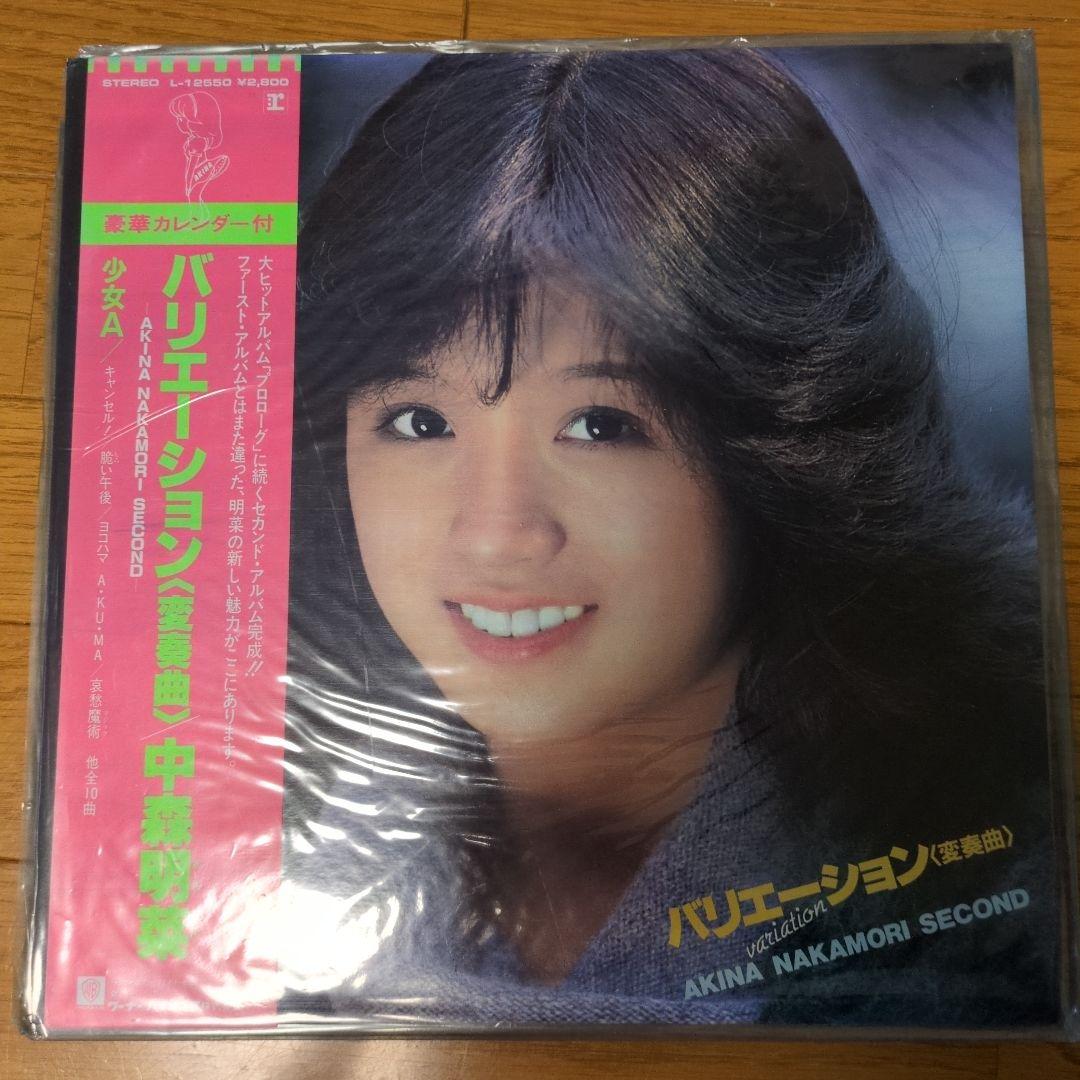 STEREO L-12550 ¥2,800
r
AKINA
豪華カレンダー付
大ヒットアルバム「プロローグ」に続くセカンド・アルバム完成!!
ファースト・アルバムとはまた違った、明菜の新しい魅力がここにあります。
バリエーション〈変奏曲〉 中森明菜
—AKINA NAKAMORI SECOND—
少女A/キャンセル!/脆い午後/ヨコハマ A・KU・MA/哀愁魔術 他全10曲
バリエーション〈変奏曲〉
variation
AKINA NAKAMORI SECOND